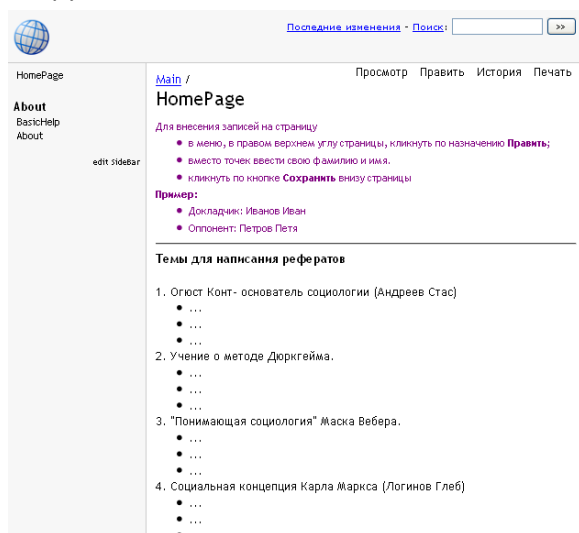 Последние изменения - Поиск: >>
HomePage
About
BasicHelp
About
edit SideBar
Просмотр Править История Печать
Main /
HomePage
Для внесения записей на страницу
• в меню, в правом верхнем углу страницы, кликнуть по назначению Править;
• вместо точек ввести свою фамилию и имя.
• кликнуть по кнопке Сохранить внизу страницы
Пример:
• Докладчик: Иванов Иван
• Оппонент: Петров Петя
Темы для написания рефератов
1. Огюст Конт- основатель социологии (Андреев Стас)
• ...
• ...
• ...
2. Учение о методе Дюркгейма.
• ...
• ...
• ...
3. "Понимающая социология" Маска Вебера.
• ...
• ...
• ...
4. Социальная концепция Карла Маркса (Логинов Глеб)
• ...
• ...